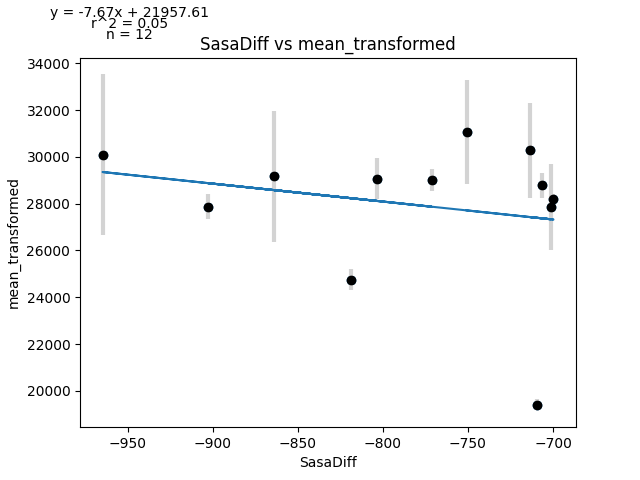 y = -7.67x + 21957.61
r^2 = 0.05
n = 12
SasaDiff vs mean_transformed
34000
32000
30000
28000
26000
24000
22000
20000
mean_transformed
−950
−900
−850
−800
−750
−700
SasaDiff